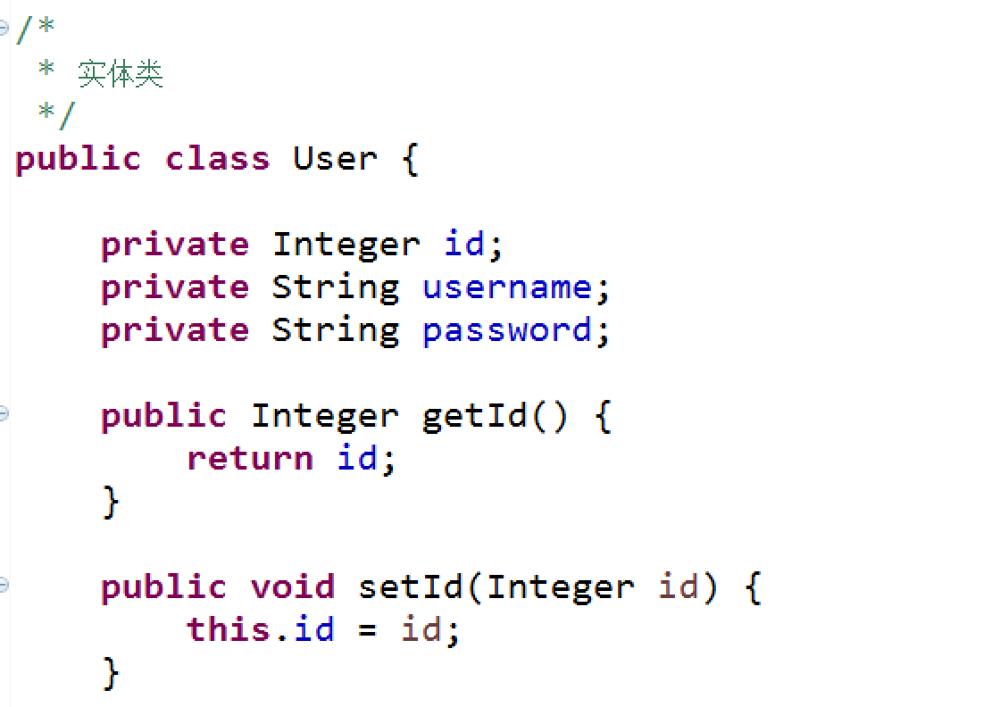 /*
 * 实体类
 */
public class User {
    private Integer id;
    private String username;
    private String password;
    public Integer getId() {
        return id;
    }
    public void setId(Integer id) {
        this.id = id;
    }